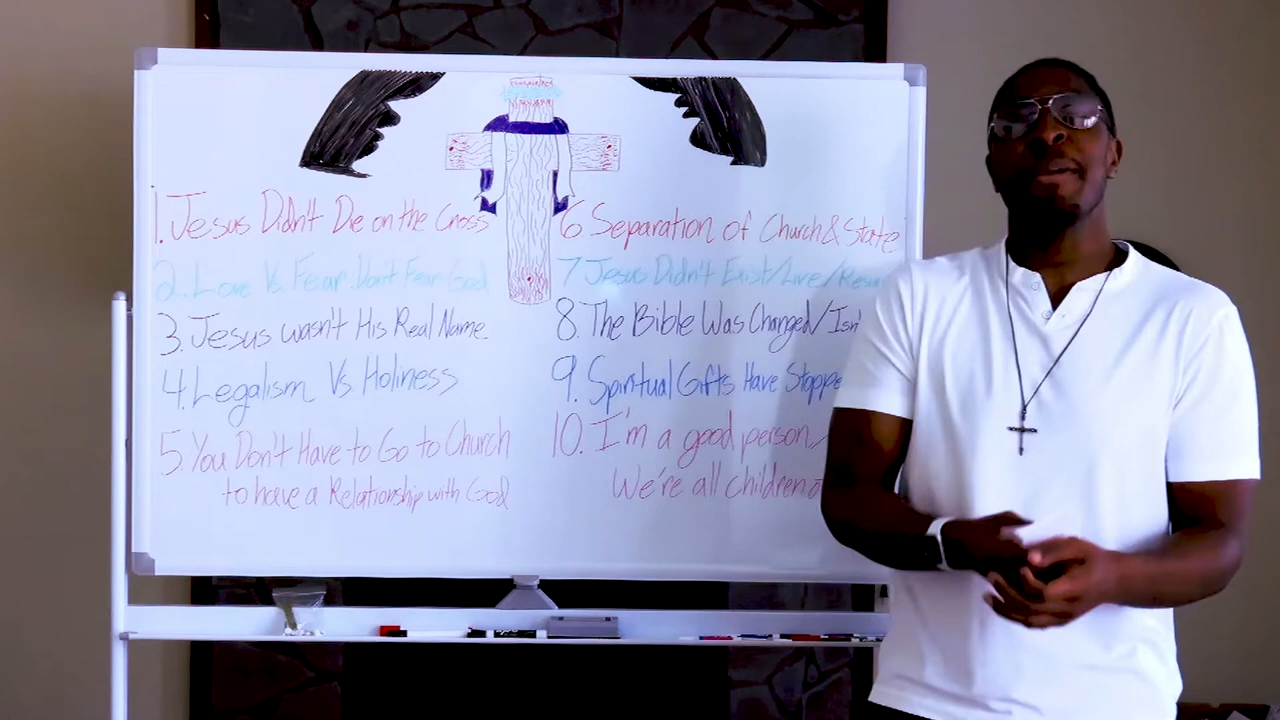 1. Jesus Didn't Die on the Cross
2. Love Vs Fear: Don't Fear God
3. Jesus wasn't His Real Name
4. Legalism Vs Holiness
5. You Don't Have to Go to Church
to have a Relationship with God
6 Separation of Church & State
7 Jesus Didn't Exist/Live/
8. The Bible Was Changed/
9. Spiritual Gifts Have
10. I'm a good person/
We're all children